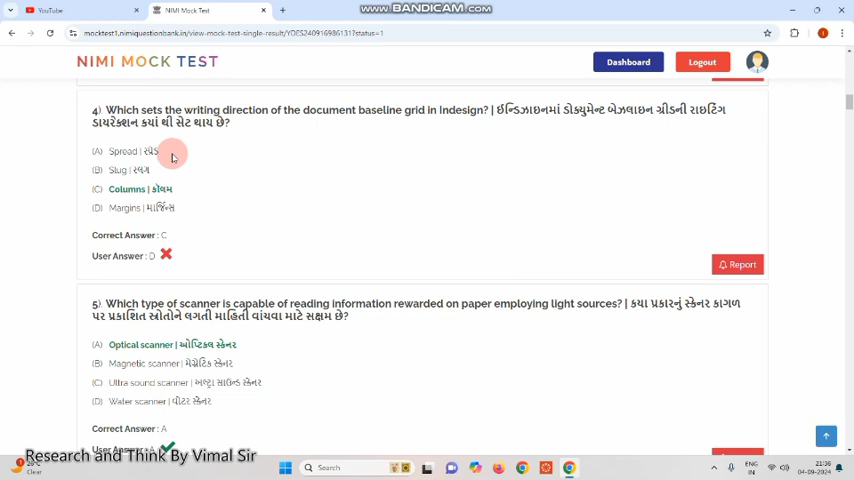 YouTube
NIMI Mock Test
WWW.BANDICAM.COM
mocktest1.nimiquestionbank.in/view-mock-test-single-result/YDES24091698613​1?status=1
NIMI MOCK TEST
Dashboard
Logout
4) Which sets the writing direction of the document baseline grid in Indesign? | ઈન્ડિઝાઇનમાં ડોક્યુમેન્ટ બેઝલાઇન ગ્રીડની રાઇટિંગ
ડાયરેક્શન કયાં થી સેટ થાય છે?
(A) Spread | સ્પ્રેડ
(B) Slug | સ્લગ
(C) Columns | કૉલમ
(D) Margins | માર્જિન્સ
Correct Answer : C
User Answer : D
Report
5) Which type of scanner is capable of reading information rewarded on paper employing light sources? | કયા પ્રકારનું સ્કેનર કાગળ
પર પ્રકાશિત સ્ત્રોતોને લગતી માહિતી વાંચવા માટે સક્ષમ છે?
(A) Optical scanner | ઓપ્ટિકલ સ્કેનર
(B) Magnetic scanner | મેગ્નેટિક સ્કેનર
(C) Ultra sound scanner | અલ્ટ્રા સાઉન્ડ સ્કેનર
(D) Water scanner | વોટર સ્કેનર
Correct Answer : A
User Answer : A
Research and Think By Vimal Sir
Clear
Search
ENG
IN
21:36
04-09-2024